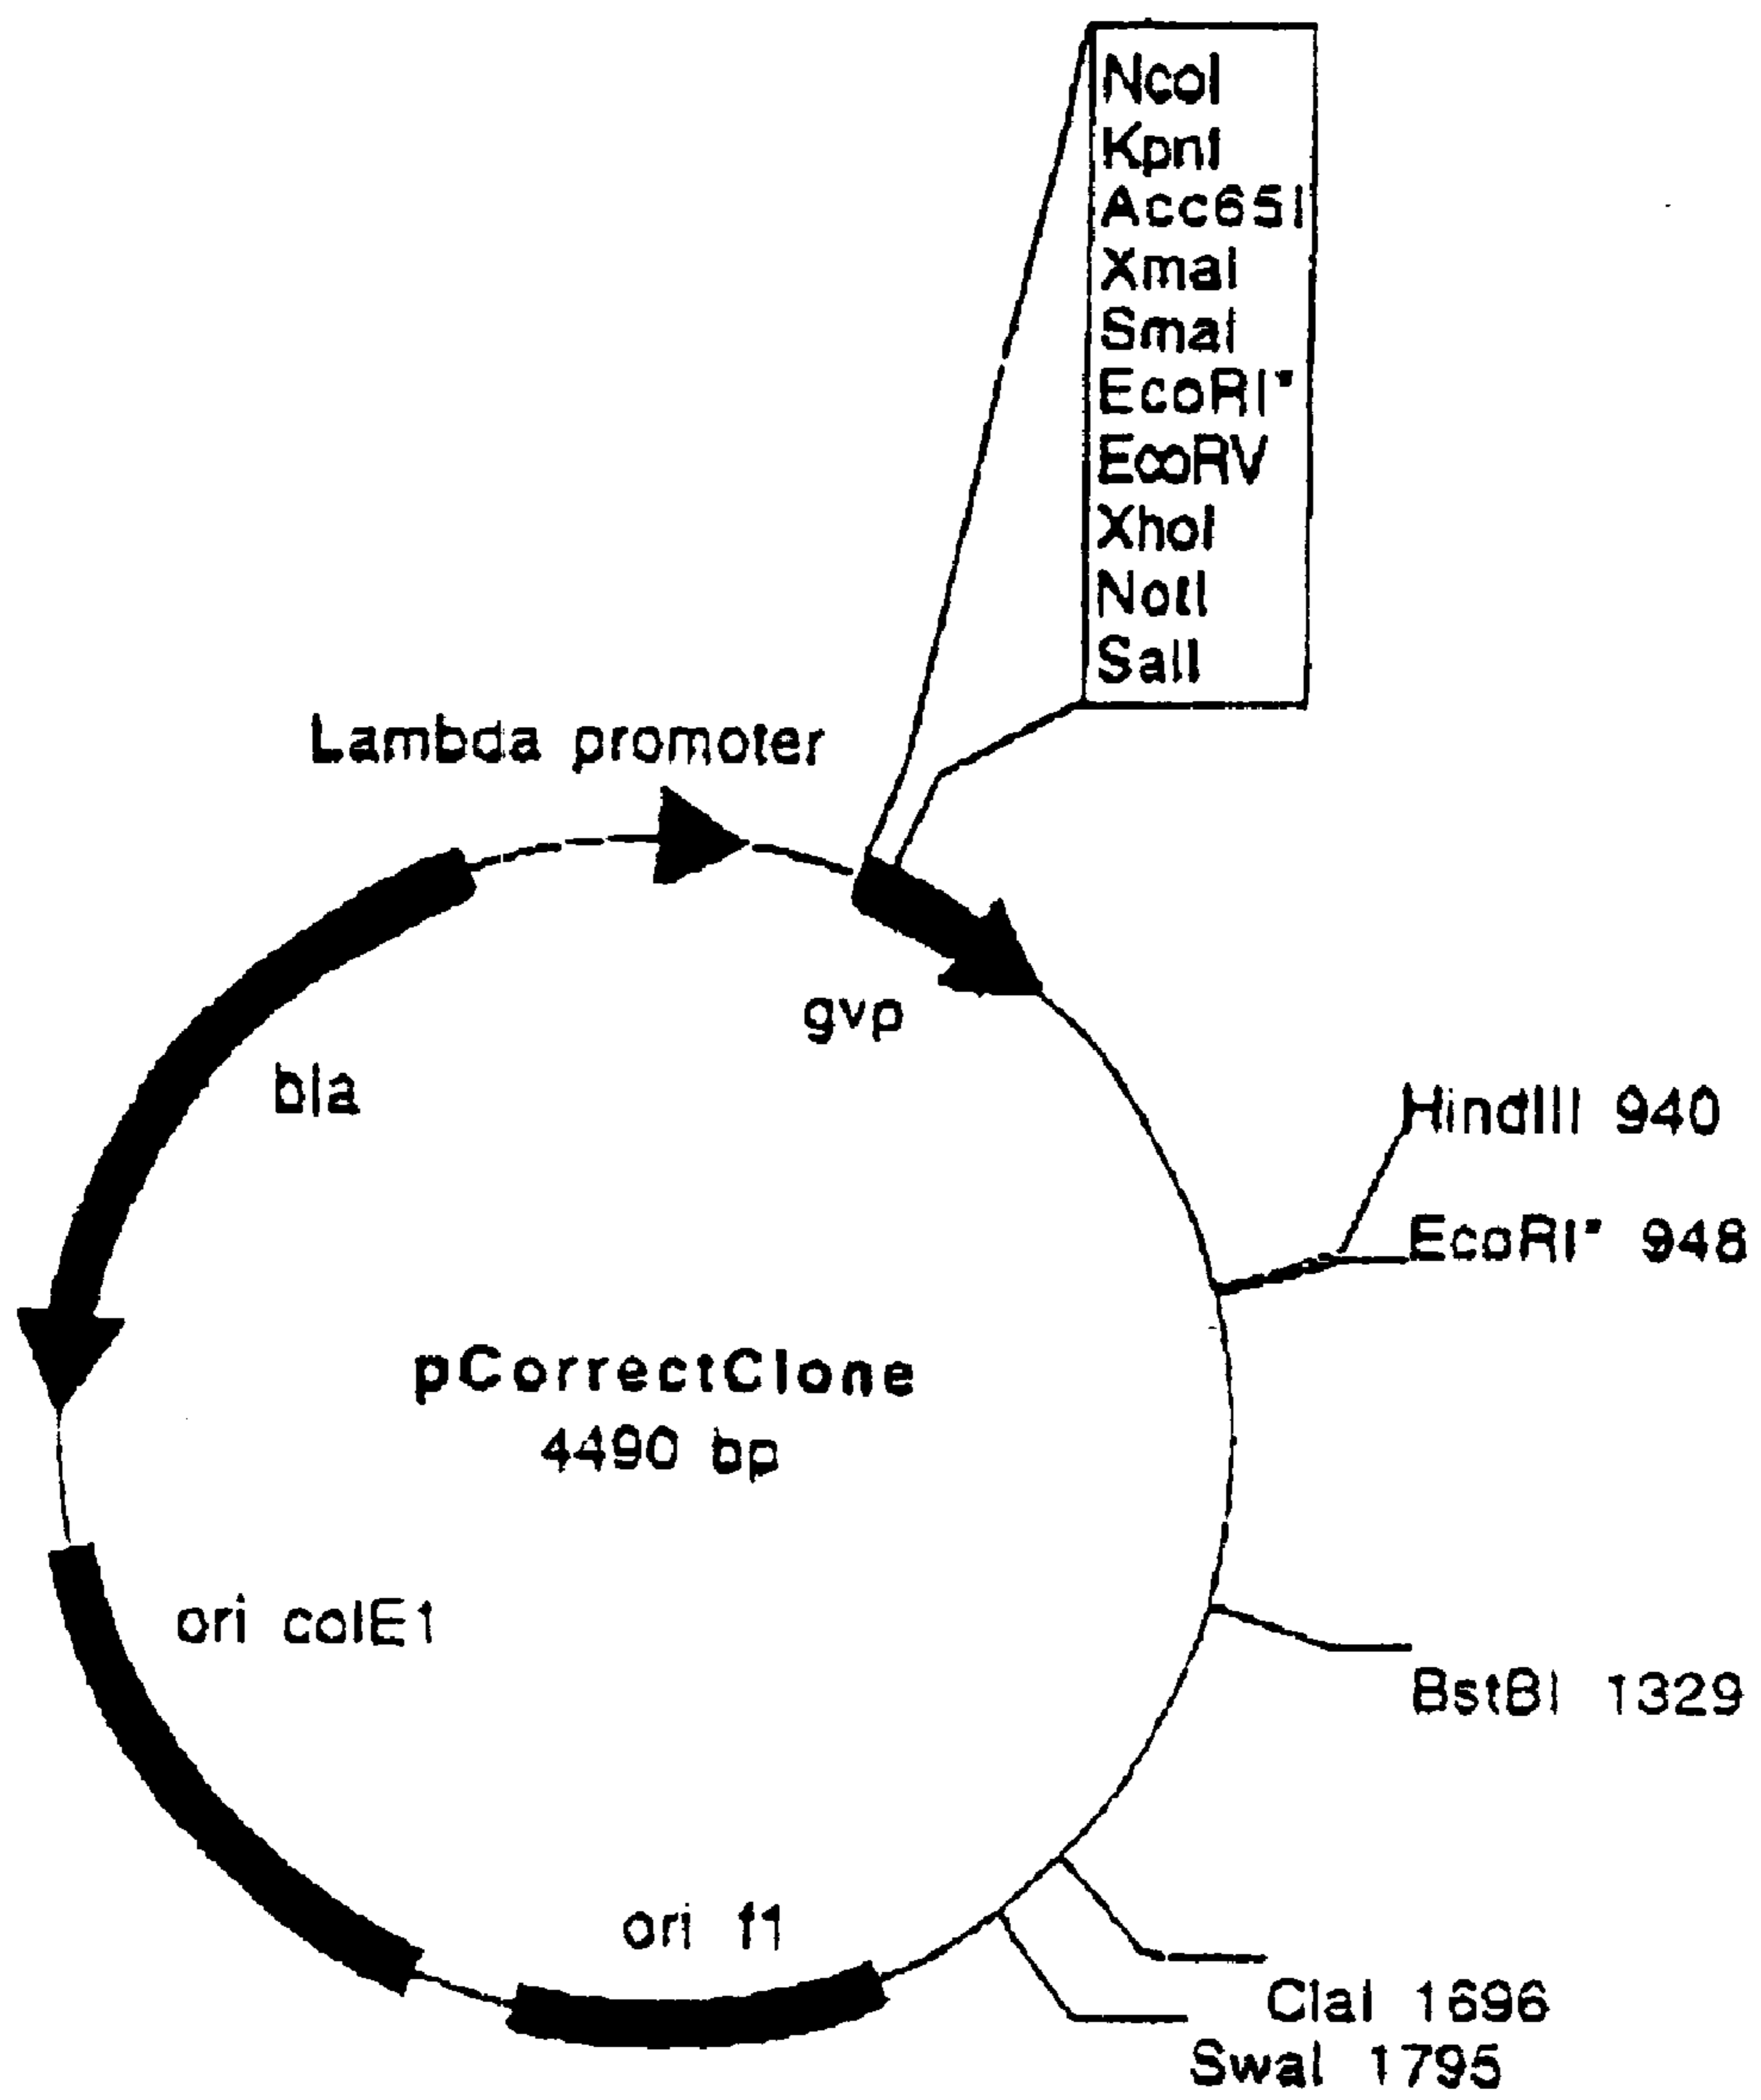 NcoI
KpnI
Acc65I
XmaI
SmaI
EcoRI*
EcoRV
XhoI
NotI
SalI
Lambda promoter
gvp
bla
HindIII 940
EcoRI* 948
pCorrectClone
4490 bp
BstBI 1329
ori colE1
ori f1
ClaI 1696
SwaI 1795